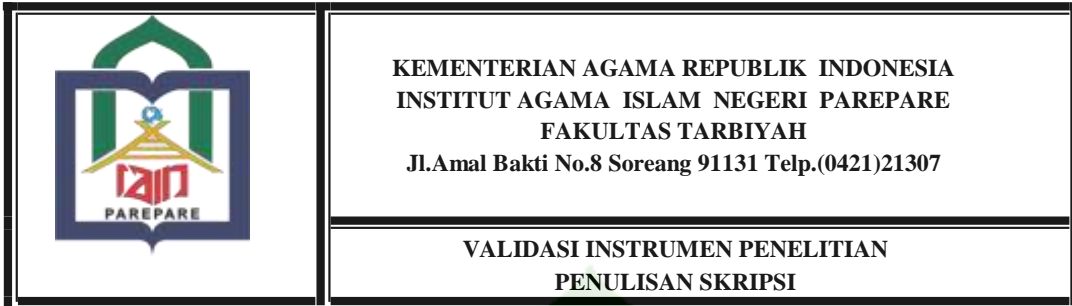 iain
PAREPARE
KEMENTERIAN AGAMA REPUBLIK INDONESIA
INSTITUT AGAMA ISLAM NEGERI PAREPARE
FAKULTAS TARBIYAH
Jl.Amal Bakti No.8 Soreang 91131 Telp.(0421)21307
VALIDASI INSTRUMEN PENELITIAN
PENULISAN SKRIPSI